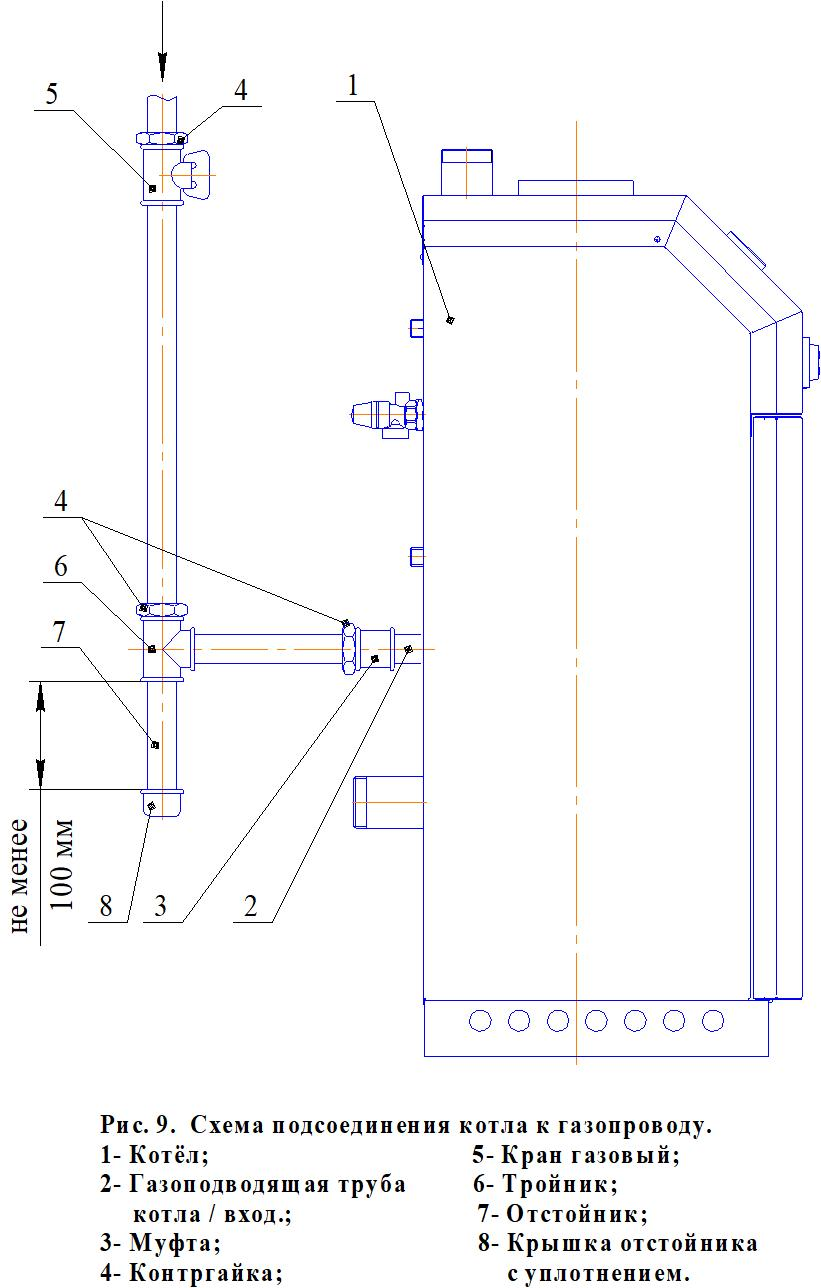 5
4
1
4
6
7
не менее
100 мм
8
3
2
Рис. 9. Схема подсоединения котла к газопроводу.
1- Котёл;
5- Кран газовый;
2- Газоподводящая труба
6- Тройник;
котла / вход.;
7- Отстойник;
3- Муфта;
8- Крышка отстойника
4- Контргайка;
с уплотнением.